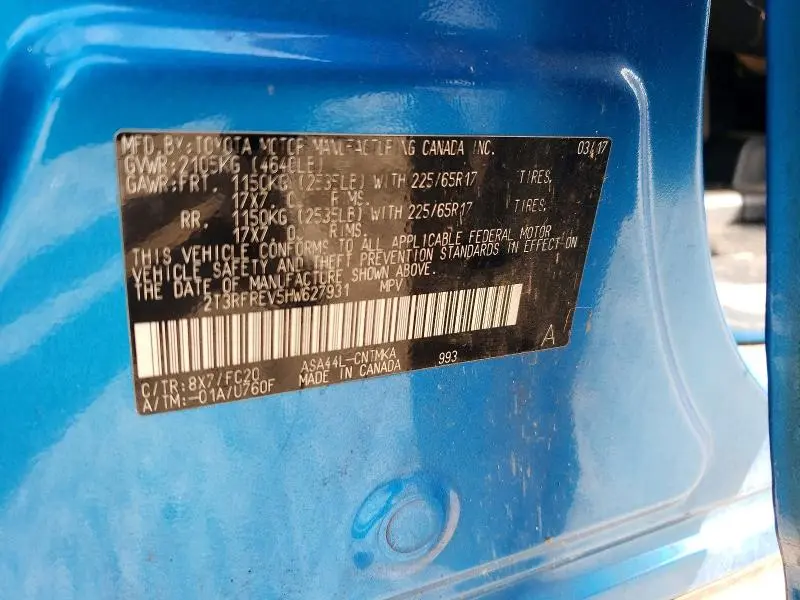 MFD. BY: TOYOTA MOTOR MANUFACTURING CANADA INC. 03/17
GVWR: 2105KG (4640LB)
GAWR: FRT. 1150KG (2535LB) WITH 225/65R17 TIRES,
17X7.0J RIMS.
RR. 1150KG (2535LB) WITH 225/65R17 TIRES,
17X7.0J RIMS.
THIS VEHICLE CONFORMS TO ALL APPLICABLE FEDERAL MOTOR
VEHICLE SAFETY AND THEFT PREVENTION STANDARDS IN EFFECT ON
THE DATE OF MANUFACTURE SHOWN ABOVE.
2T3RFREV5HW627931 MPV
A
C/TR: 8X7/FC20 ASA44L-CNTMKA 993
A/TM: -01A/U760F MADE IN CANADA